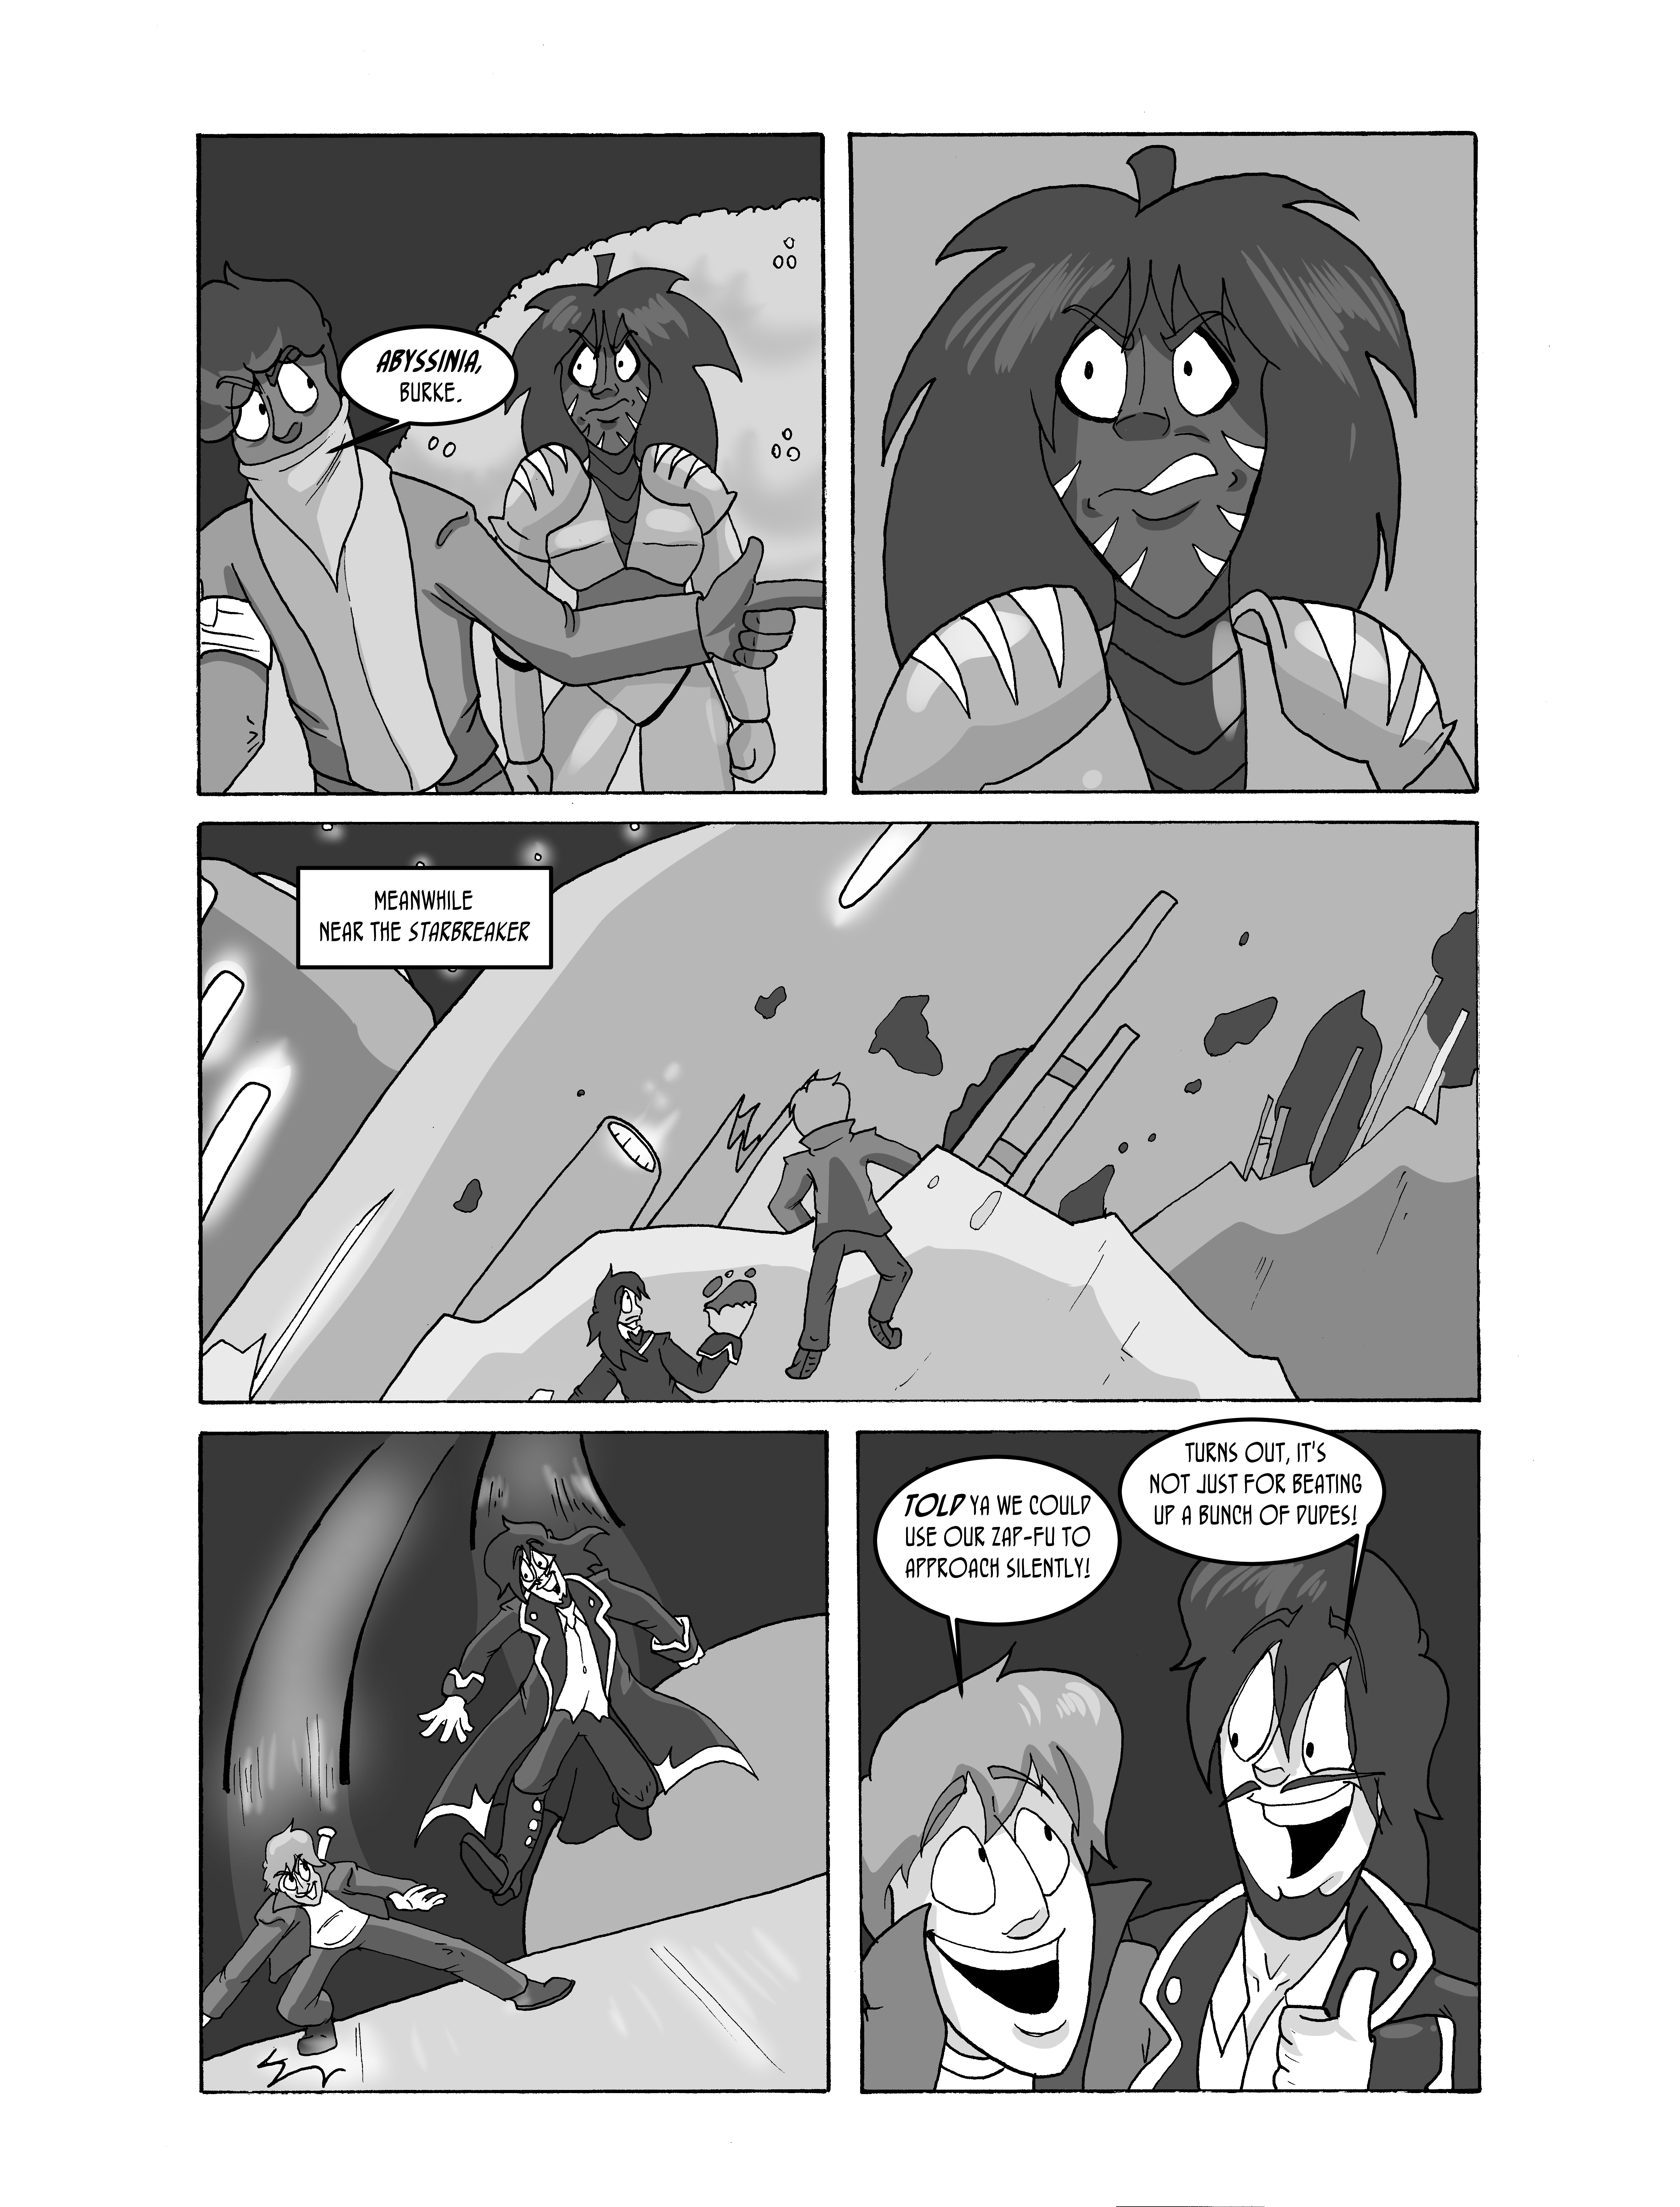 ABYSSINIA,
BURKE.
MEANWHILE
NEAR THE STARBREAKER
TOLD YA WE COULD
USE OUR ZAP-FU TO
APPROACH SILENTLY!
TURNS OUT, IT'S
NOT JUST FOR BEATING
UP A BUNCH OF DUDES!